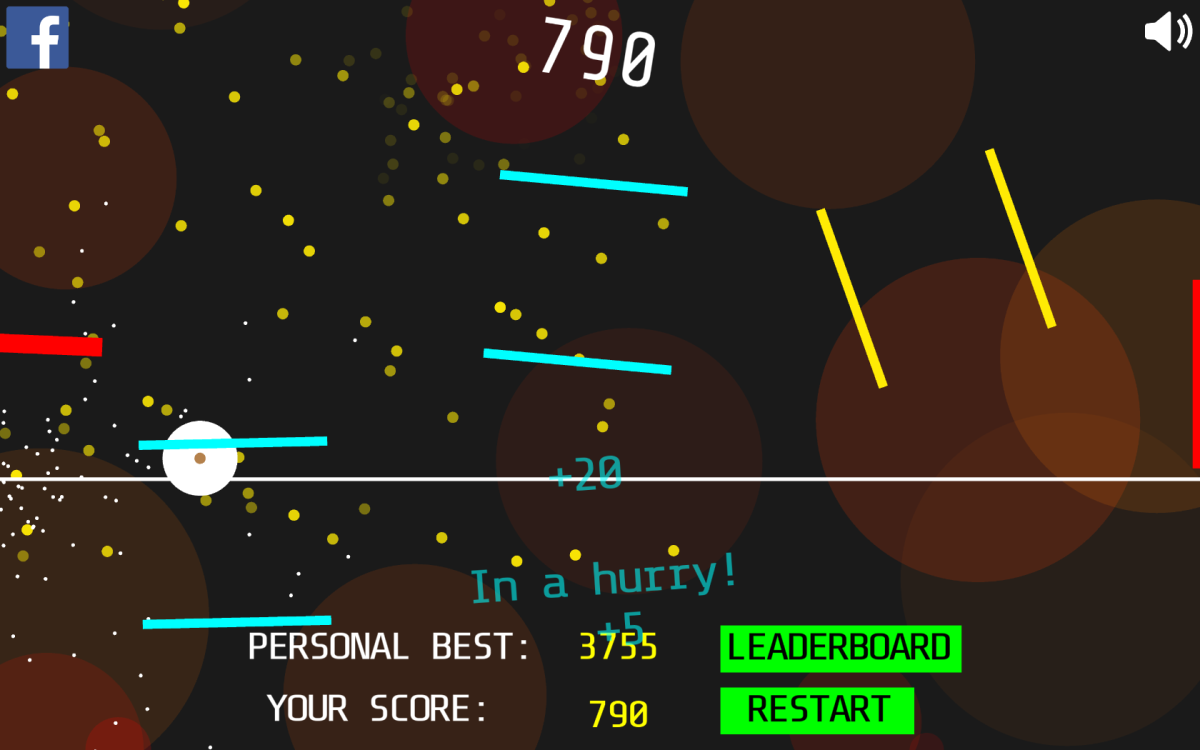 f
790
+20
In a hurry!
+5
PERSONAL BEST: 3755 LEADERBOARD
YOUR SCORE: 790 RESTART